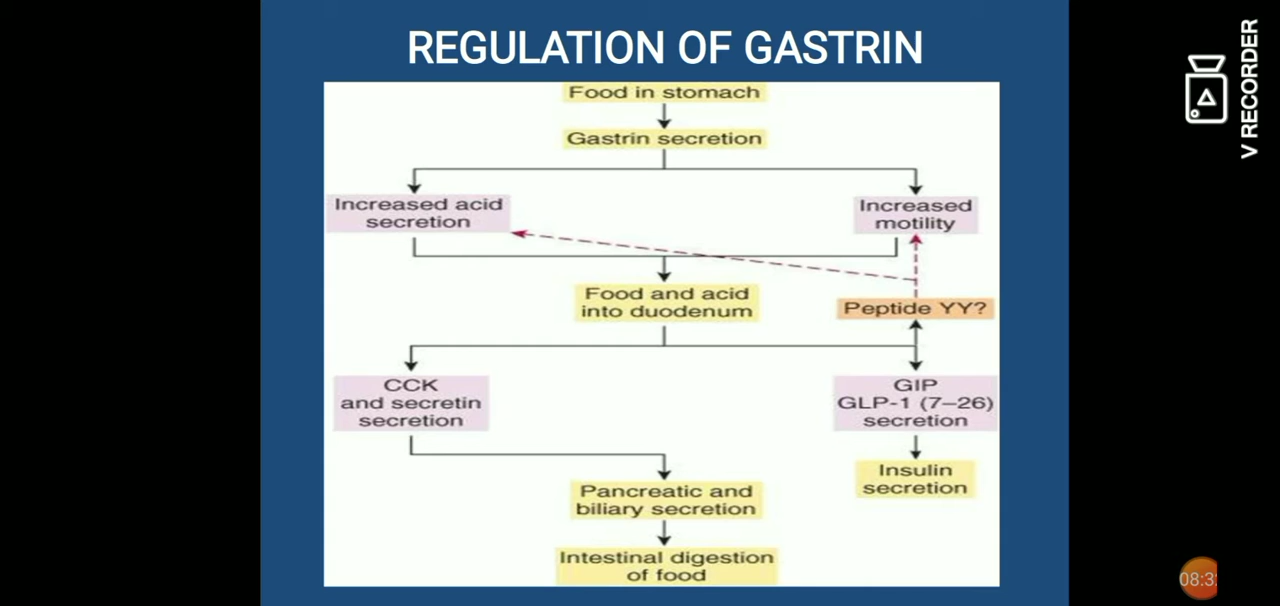 REGULATION OF GASTRIN
Food in stomach
Gastrin secretion
Increased acid
secretion
Increased
motility
Food and acid
into duodenum
Peptide YY?
CCK
and secretin
secretion
GIP
GLP-1 (7–26)
secretion
Insulin
secretion
Pancreatic and
biliary secretion
Intestinal digestion
of food
V RECORDER